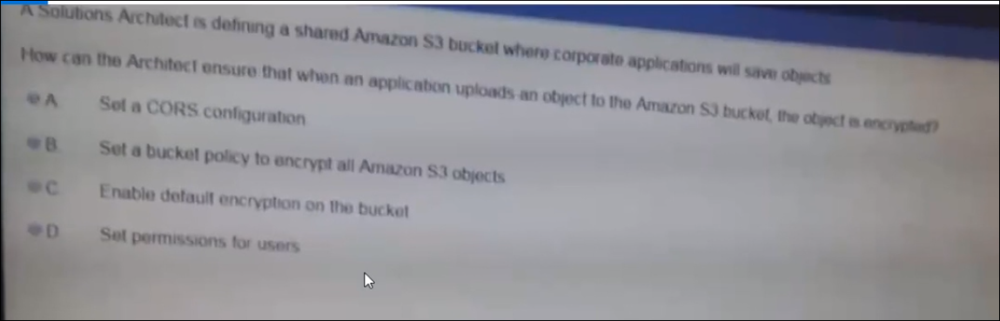 A Solutions Architect is defining a shared Amazon S3 bucket where corporate applications will save objects
How can the Architect ensure that when an application uploads an object to the Amazon S3 bucket, the object is encrypted?
A Set a CORS configuration
B. Set a bucket policy to encrypt all Amazon S3 objects
C Enable default encryption on the bucket
D Set permissions for users